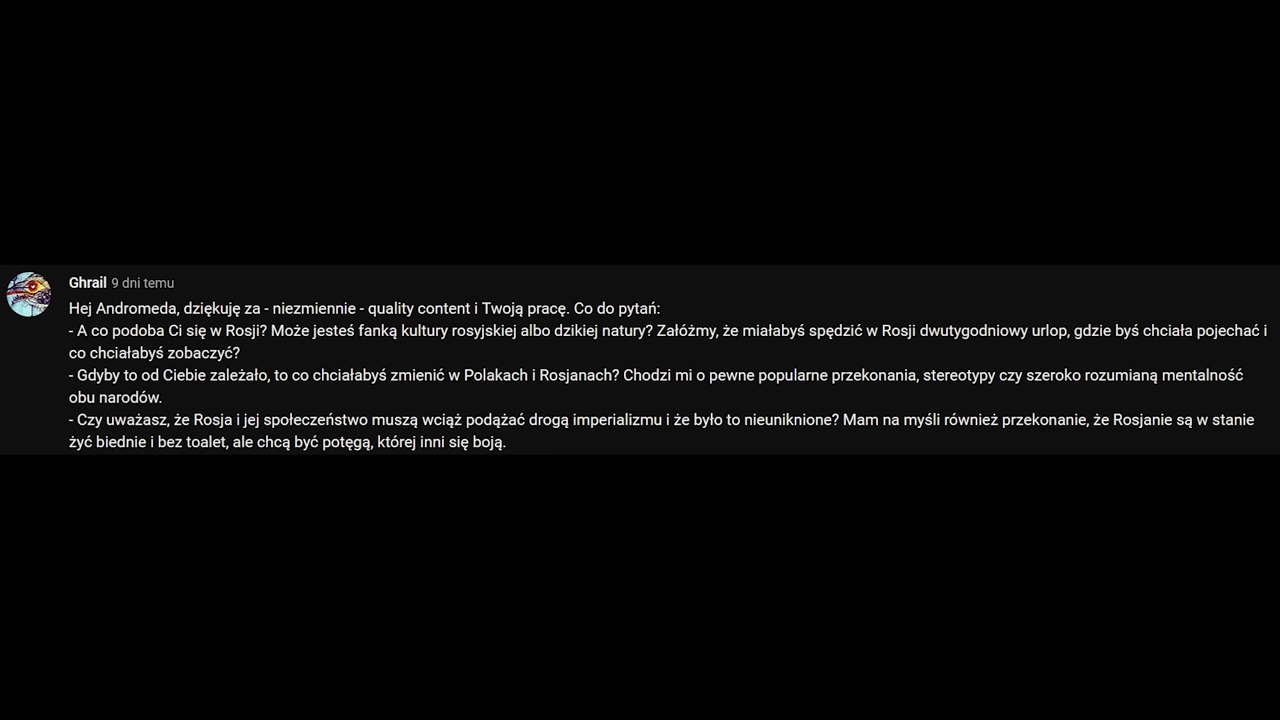 Ghrail 9 dni temu
Hej Andromeda, dziękuję za - niezmiennie - quality content i Twoją pracę. Co do pytań:
- A co podoba Ci się w Rosji? Może jesteś fanką kultury rosyjskiej albo dzikiej natury? Załóżmy, że miałabyś spędzić w Rosji dwutygodniowy urlop, gdzie byś chciała pojechać i
co chciałabyś zobaczyć?
- Gdyby to od Ciebie zależało, to co chciałabyś zmienić w Polakach i Rosjanach? Chodzi mi o pewne popularne przekonania, stereotypy czy szeroko rozumianą mentalność
obu narodów.
- Czy uważasz, że Rosja i jej społeczeństwo muszą wciąż podążać drogą imperializmu i że było to nieuniknione? Mam na myśli również przekonanie, że Rosjanie są w stanie
żyć biednie i bez toalet, ale chcą być potęgą, której inni się boją.